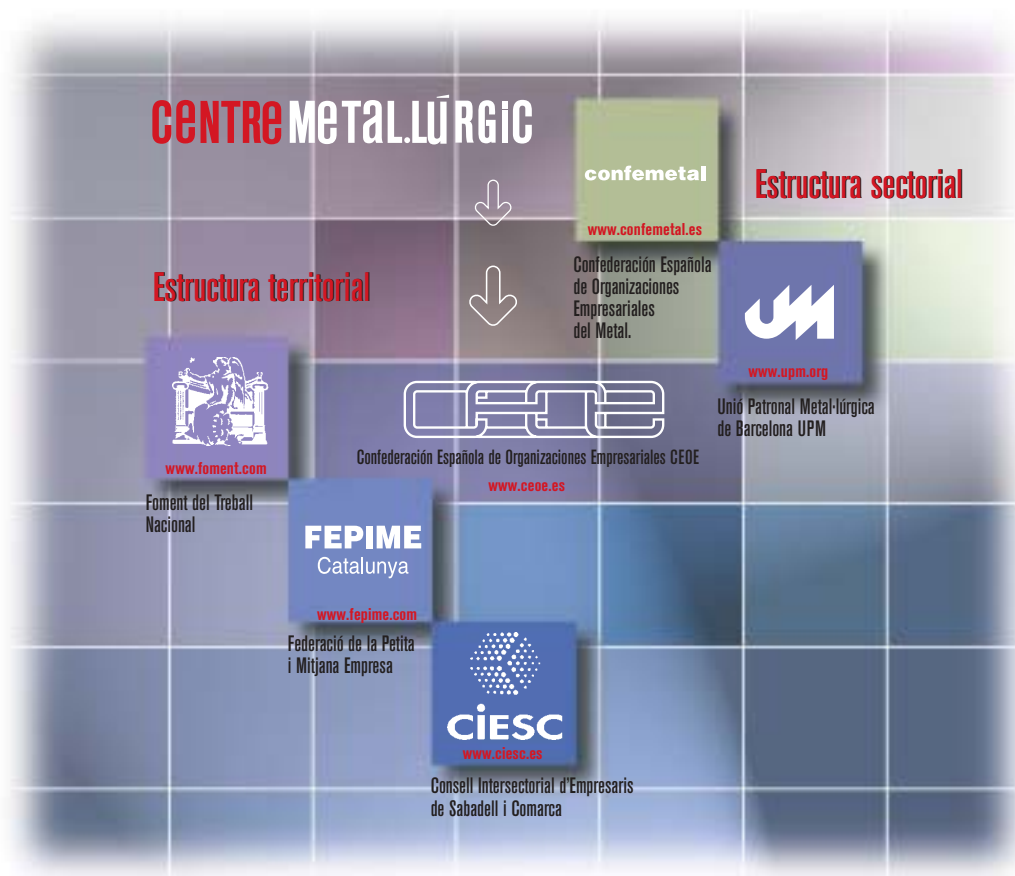 CENTRE METAL.LÚRGIC
confemetal
www.confemetal.es
Confederación Española
de Organizaciones
Empresariales
del Metal.
Estructura sectorial
UM
www.upm.org
Unió Patronal Metal·lúrgica
de Barcelona UPM
Estructura territorial
www.foment.com
Foment del Treball
Nacional
CEOE
Confederación Española de Organizaciones Empresariales CEOE
www.ceoe.es
FEPIME
Catalunya
www.fepime.com
Federació de la Petita
i Mitjana Empresa
CIESC
www.ciesc.es
Consell Intersectorial d'Empresaris
de Sabadell i Comarca